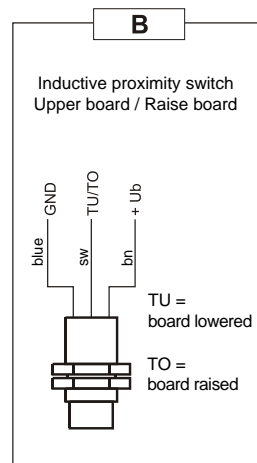 B
Inductive proximity switch
Upper board / Raise board
GND
TU/TO
+ Ub
blue
sw
bn
TU =
board lowered
TO =
board raised